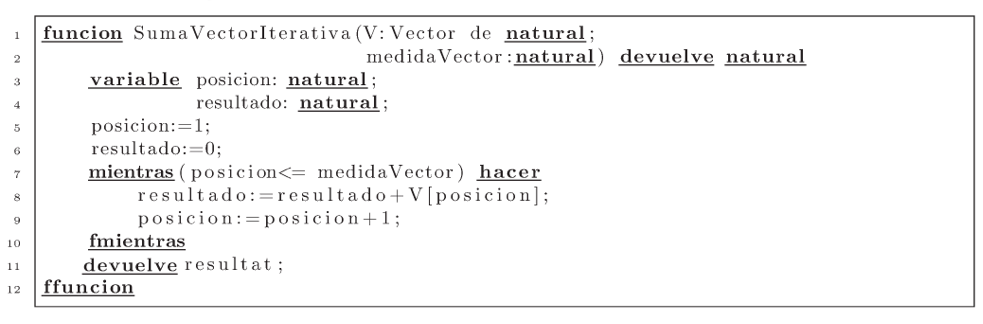 1 funcion SumaVectorIterativa(V:Vector de natural;
2 medidaVector:natural) devuelve natural
3 variable posicion: natural;
4 resultado: natural;
5 posicion:=1;
6 resultado:=0;
7 mientras(posicion<= medidaVector) hacer
8 resultado:=resultado+V[posicion];
9 posicion:=posicion+1;
10 fmientras
11 devuelve resultat;
12 ffuncion